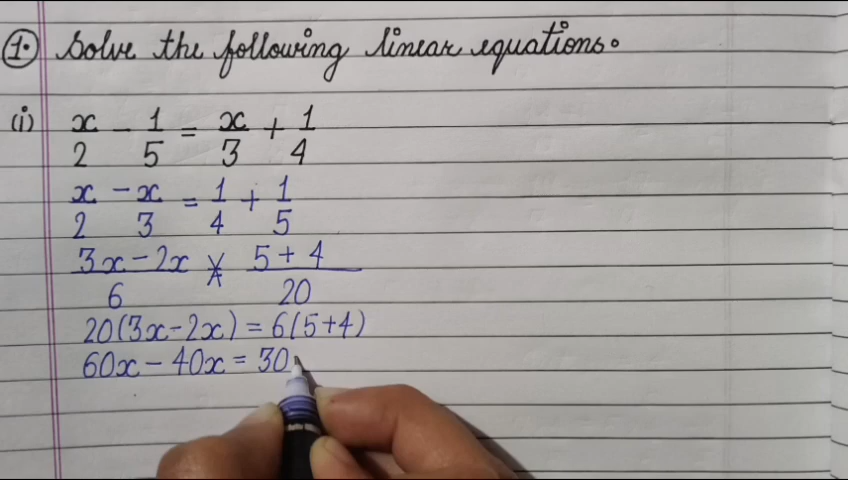 1. Solve the following linear equations.
(i) x/2 - 1/5 = x/3 + 1/4
x/2 - x/3 = 1/4 + 1/5
3x - 2x/6 = 5 + 4/20
20(3x-2x) = 6(5+4)
60x - 40x = 30